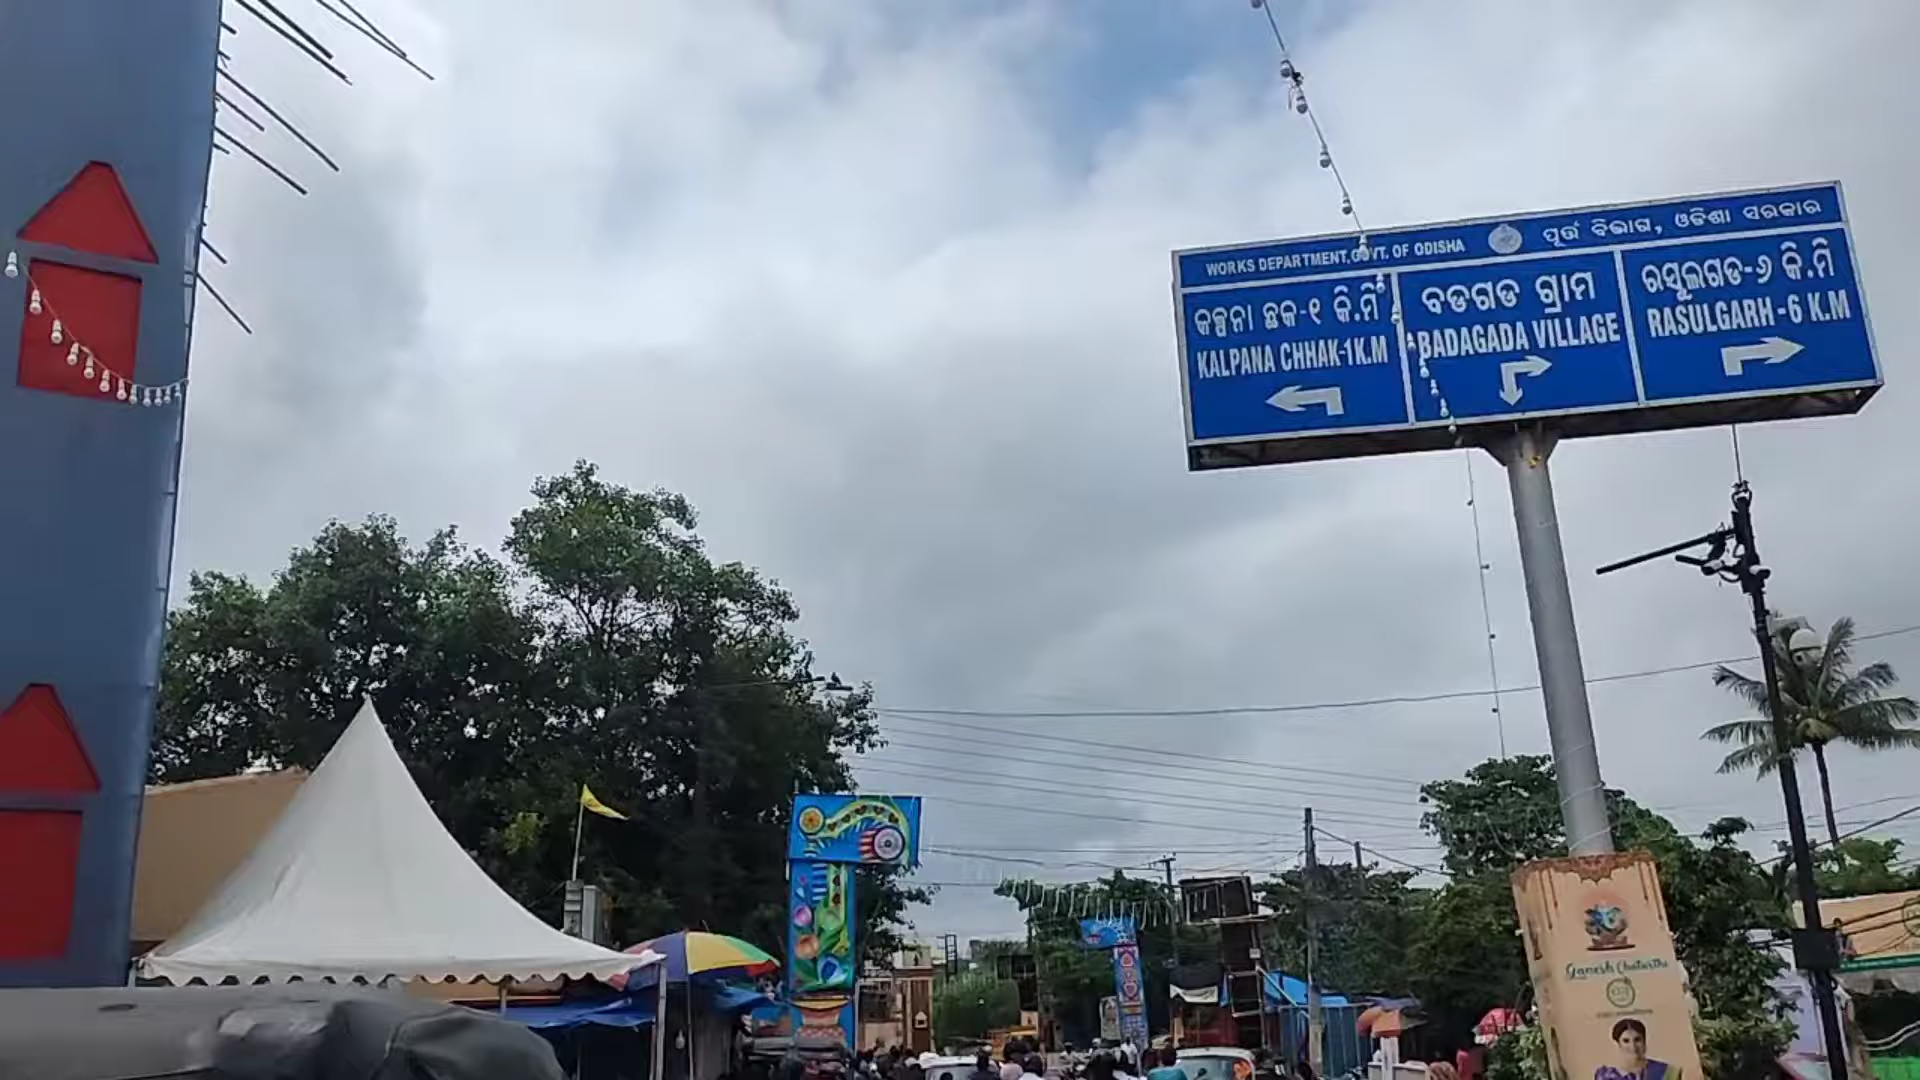 WORKS DEPARTMENT, GOVT. OF ODISHA ପୂର୍ତ୍ତ ବିଭାଗ, ଓଡିଶା ସରକାର
କଳ୍ପନା ଛକ-୧ କି.ମି
KALPANA CHHAK-1K.M
ବଡଗଡ ଗ୍ରାମ
BADAGADA VILLAGE
ରସୁଲଗଡ-୬ କି.ମି
RASULGARH-6 K.M
Ganesh Chaturthi